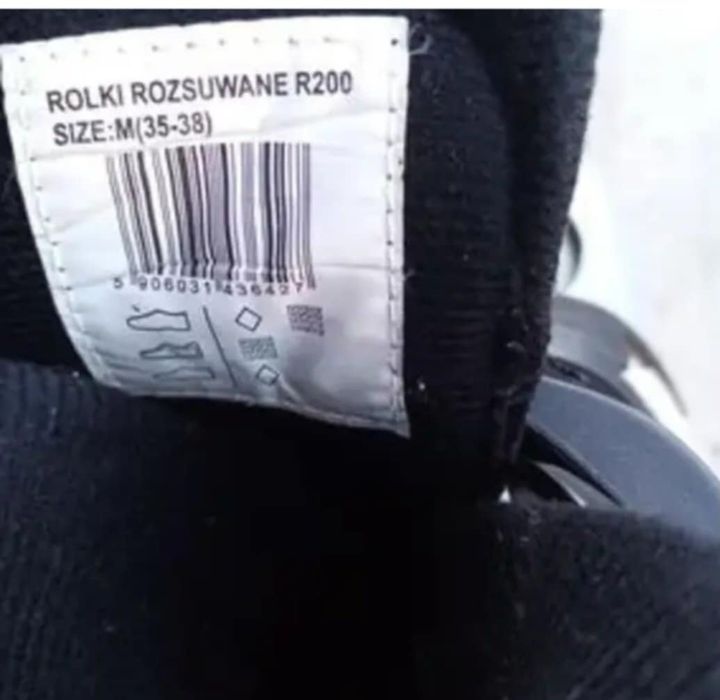 ROLKI ROZSUWANE R200
SIZE:M(35-38)
5 906031 436427